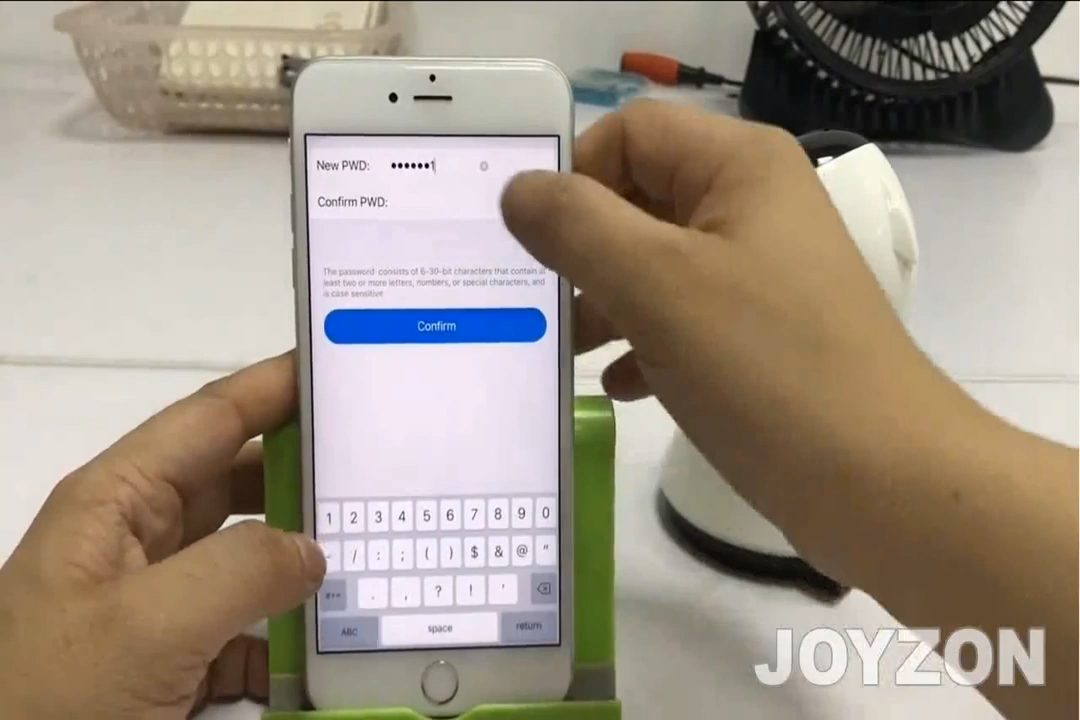 New PWD: ••••••1
Confirm PWD:
The password consists of 6-30-bit characters that contain at
least two or more letters, numbers, or special characters, and
is case sensitive
Confirm
1 2 3 4 5 6 7 8 9 0
- / : ; ( ) $ & @ "
#+= . , ? ! '
ABC space return
JOYZON